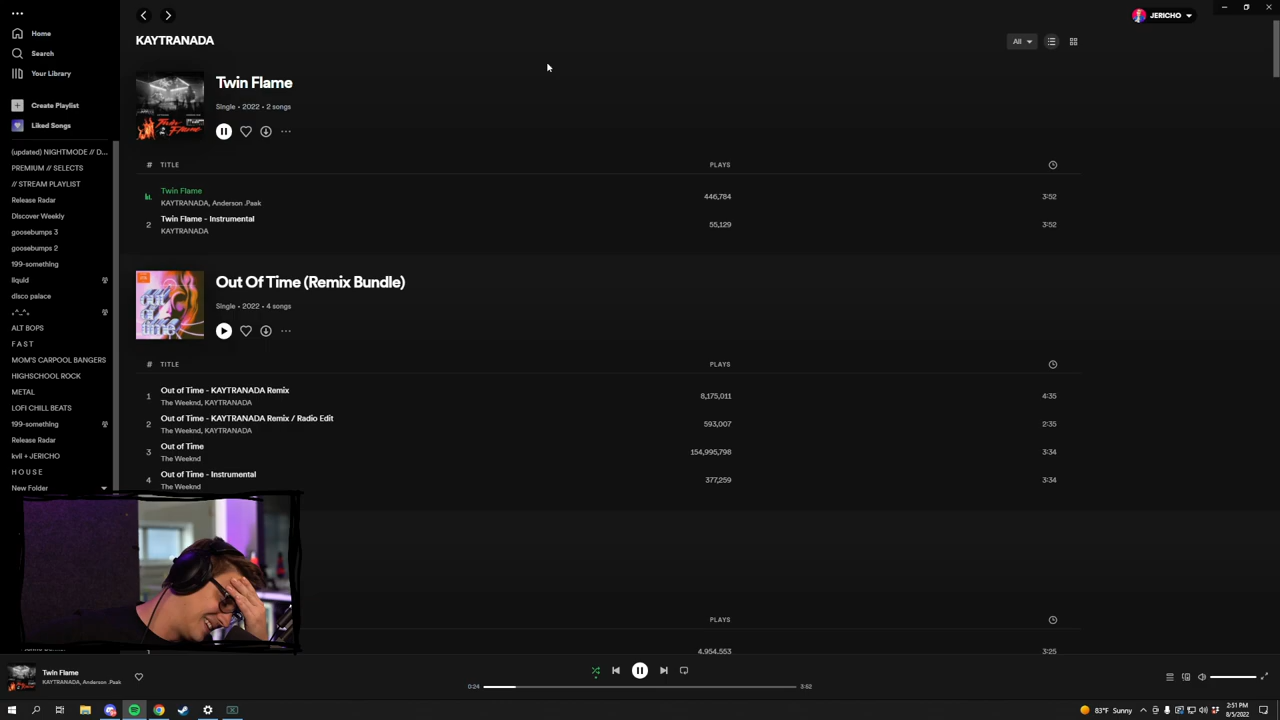 Home
Search
Your Library
Create Playlist
Liked Songs
(updated) NIGHTMODE // D...
PREMIUM // SELECTS
// STREAM PLAYLIST
Release Radar
Discover Weekly
goosebumps 3
goosebumps 2
199-something
liquid
disco palace
ALT BOPS
F A S T
MOM'S CARPOOL BANGERS
HIGHSCHOOL ROCK
METAL
LOFI CHILL BEATS
199-something
Release Radar
kvll + JERICHO
H O U S E
New Folder
JERICHO
KAYTRANADA
All
Twin Flame
Single • 2022 • 2 songs
# TITLE PLAYS
Twin Flame 446,784 3:52
KAYTRANADA, Anderson .Paak
2 Twin Flame - Instrumental 55,129 3:52
KAYTRANADA
Out Of Time (Remix Bundle)
Single • 2022 • 4 songs
# TITLE PLAYS
1 Out of Time - KAYTRANADA Remix 8,175,011 4:35
The Weeknd, KAYTRANADA
2 Out of Time - KAYTRANADA Remix / Radio Edit 593,007 2:35
The Weeknd, KAYTRANADA
3 Out of Time 154,995,798 3:34
The Weeknd
4 Out of Time - Instrumental 377,259 3:34
The Weeknd
PLAYS
4,954,553 3:25
Twin Flame
KAYTRANADA, Anderson .Paak
0:24 3:52
83°F Sunny
2:51 PM
8/5/2022